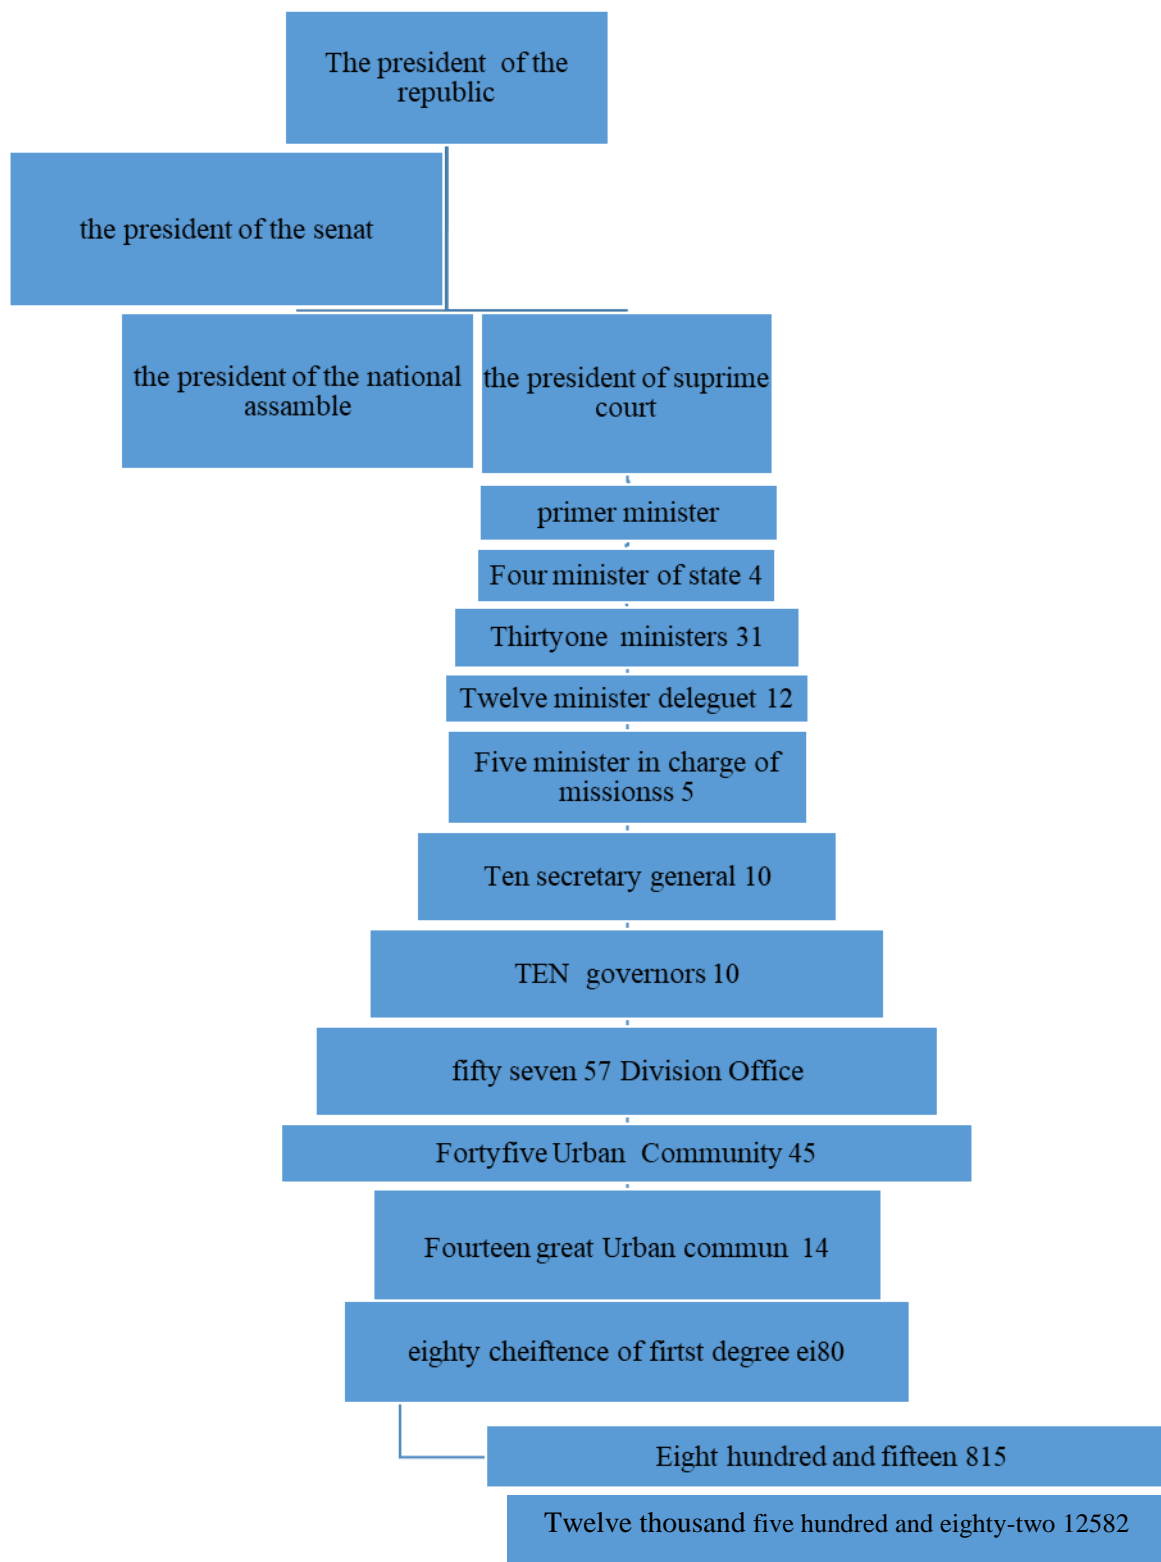 The president of the
republic
the president of the senat
the president of the national
assamble
the president of suprime
court
primer minister
Four minister of state 4
Thirtyone ministers 31
Twelve minister deleguet 12
Five minister in charge of
missionss 5
Ten secretary general 10
TEN governors 10
fifty seven 57 Division Office
Fortyfive Urban Community 45
Fourteen great Urban commun 14
eighty cheiftence of firtst degree ei80
Eight hundred and fifteen 815
Twelve thousand five hundred and eighty-two 12582